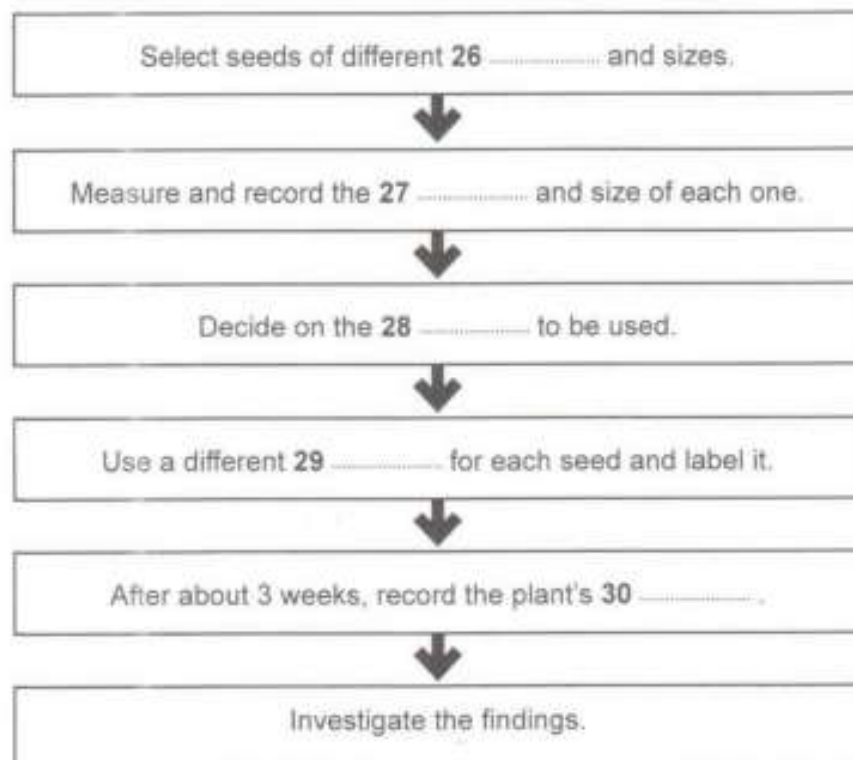 Select seeds of different 26 .................... and sizes.
Measure and record the 27 .................... and size of each one.
Decide on the 28 .................... to be used.
Use a different 29 .................... for each seed and label it.
After about 3 weeks, record the plant's 30 .................... .
Investigate the findings.